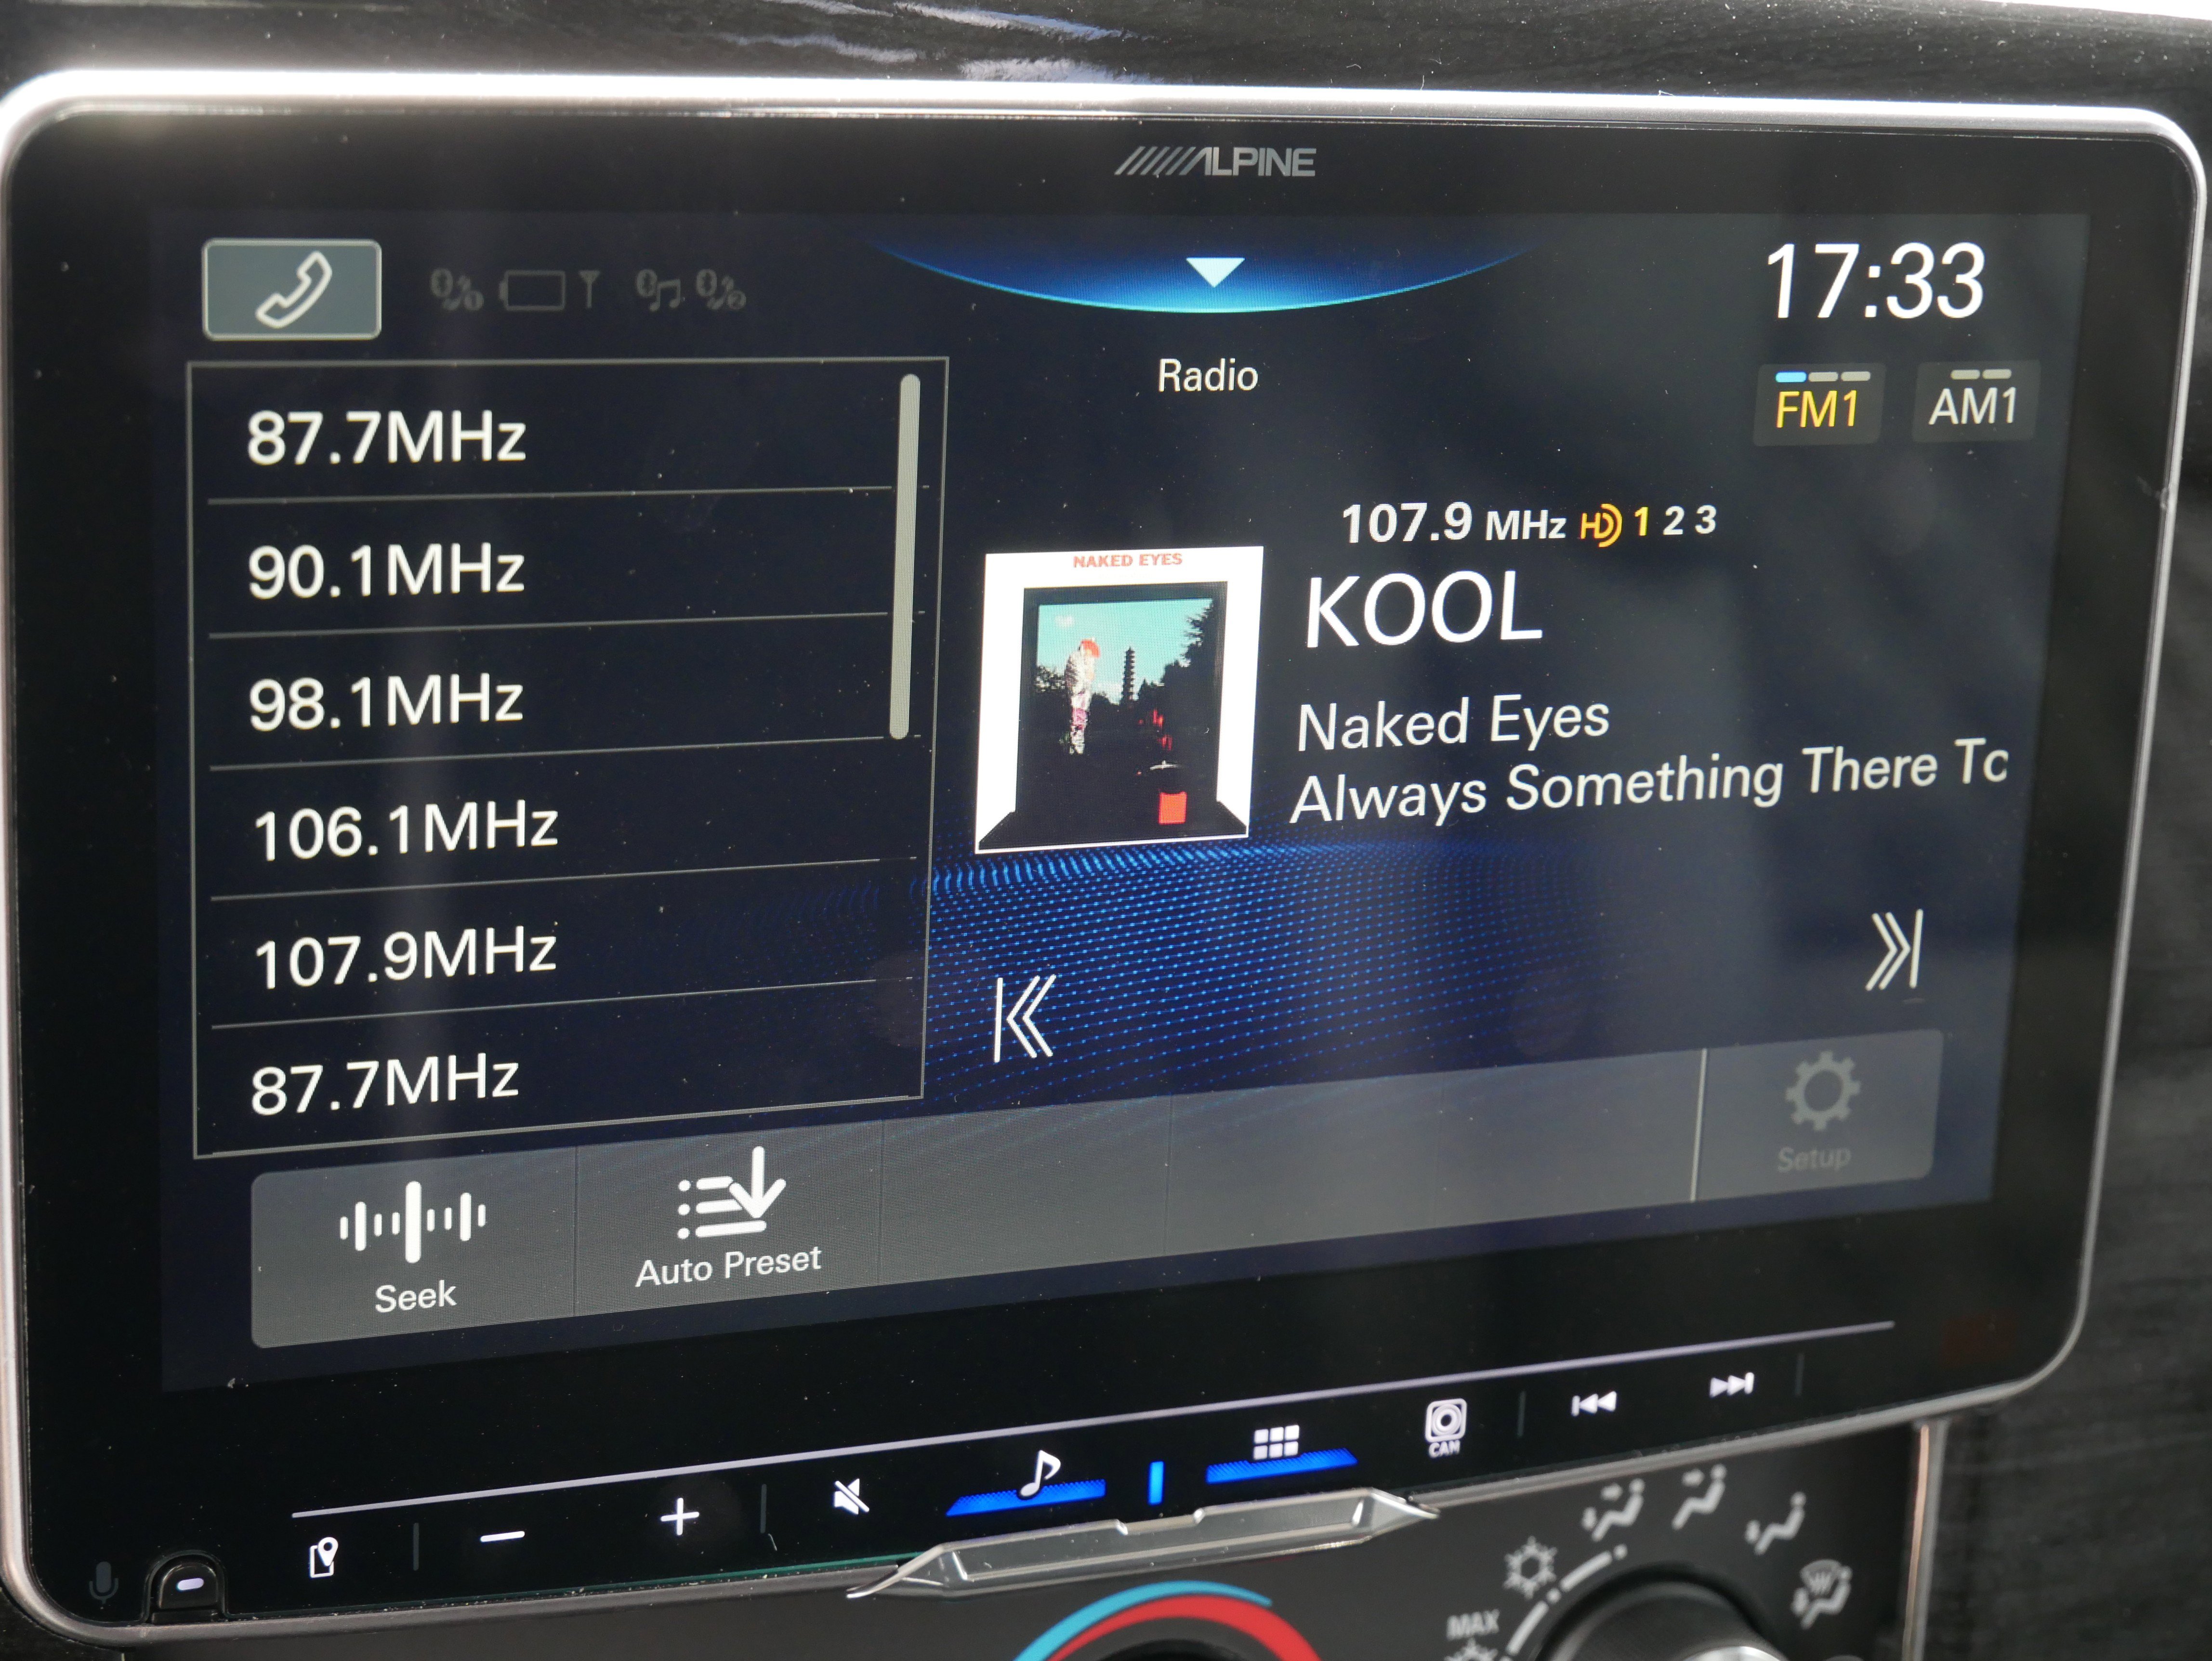 ALPINE
17:33
Radio
FM1 AM1
87.7MHz
90.1MHz
98.1MHz
106.1MHz
107.9MHz
87.7MHz
107.9 MHz HD 1 2 3
KOOL
NAKED EYES
Naked Eyes
Always Something There To
Seek
Auto Preset
Setup
CAM
MAX